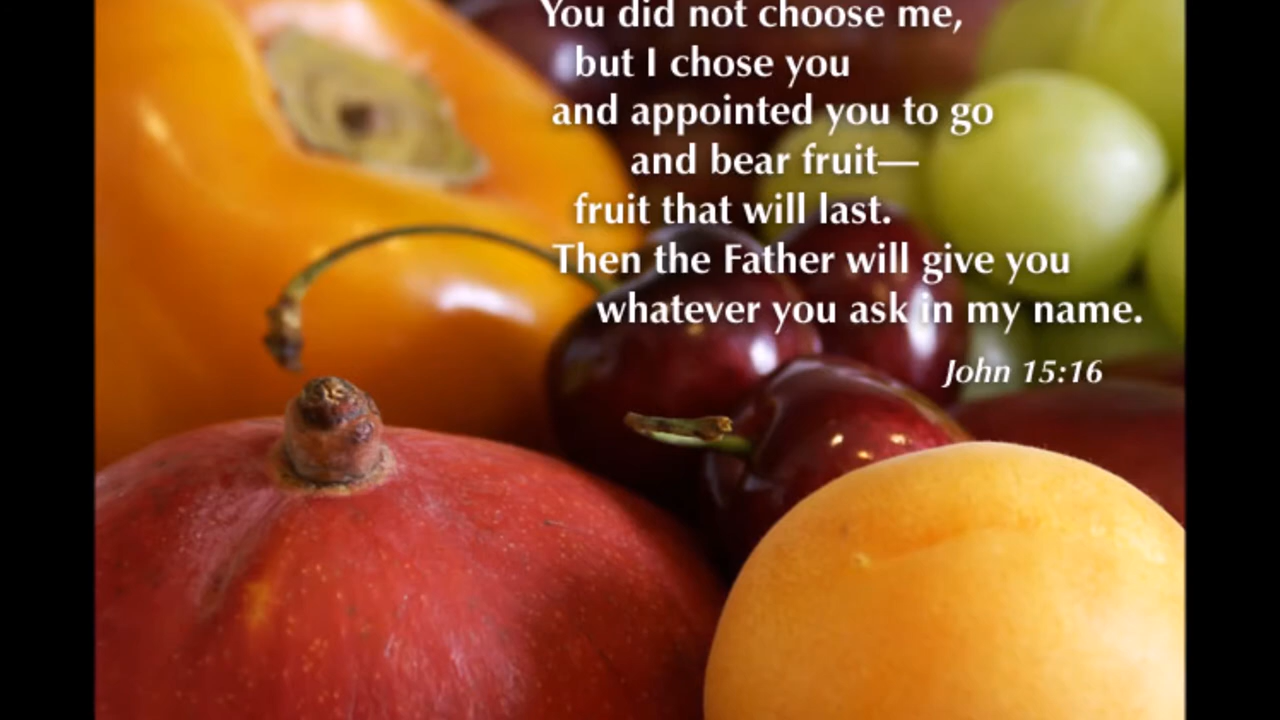 You did not choose me,
but I chose you
and appointed you to go
and bear fruit—
fruit that will last.
Then the Father will give you
whatever you ask in my name.
John 15:16